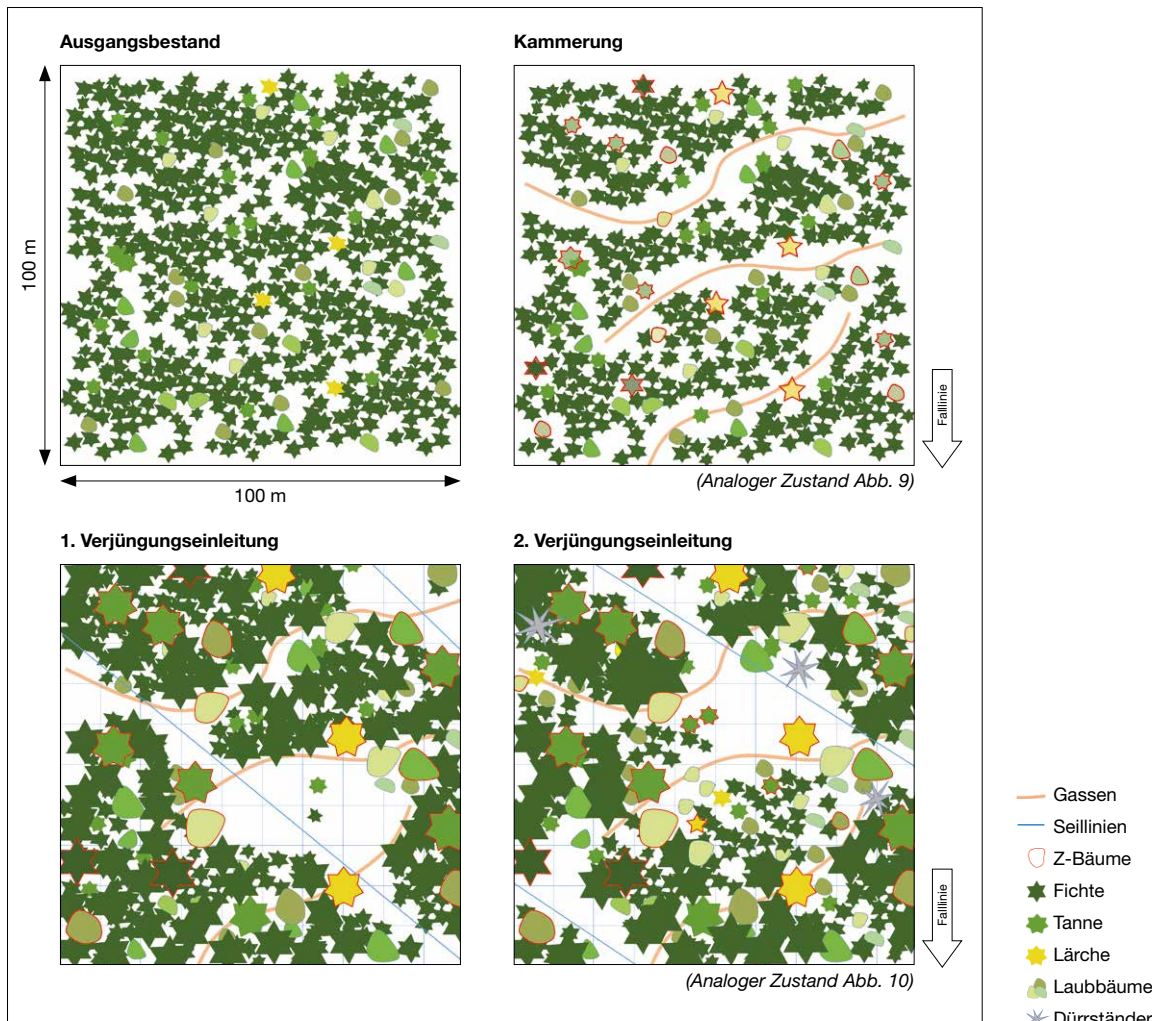 Ausgangsbestand
Kammerung
100 m
100 m
Falllinie
(Analoger Zustand Abb. 9)
1. Verjüngungseinleitung
2. Verjüngungseinleitung
Falllinie
(Analoger Zustand Abb. 10)
Gassen
Seillinien
Z-Bäume
Fichte
Tanne
Lärche
Laubbäume
Dürrständer